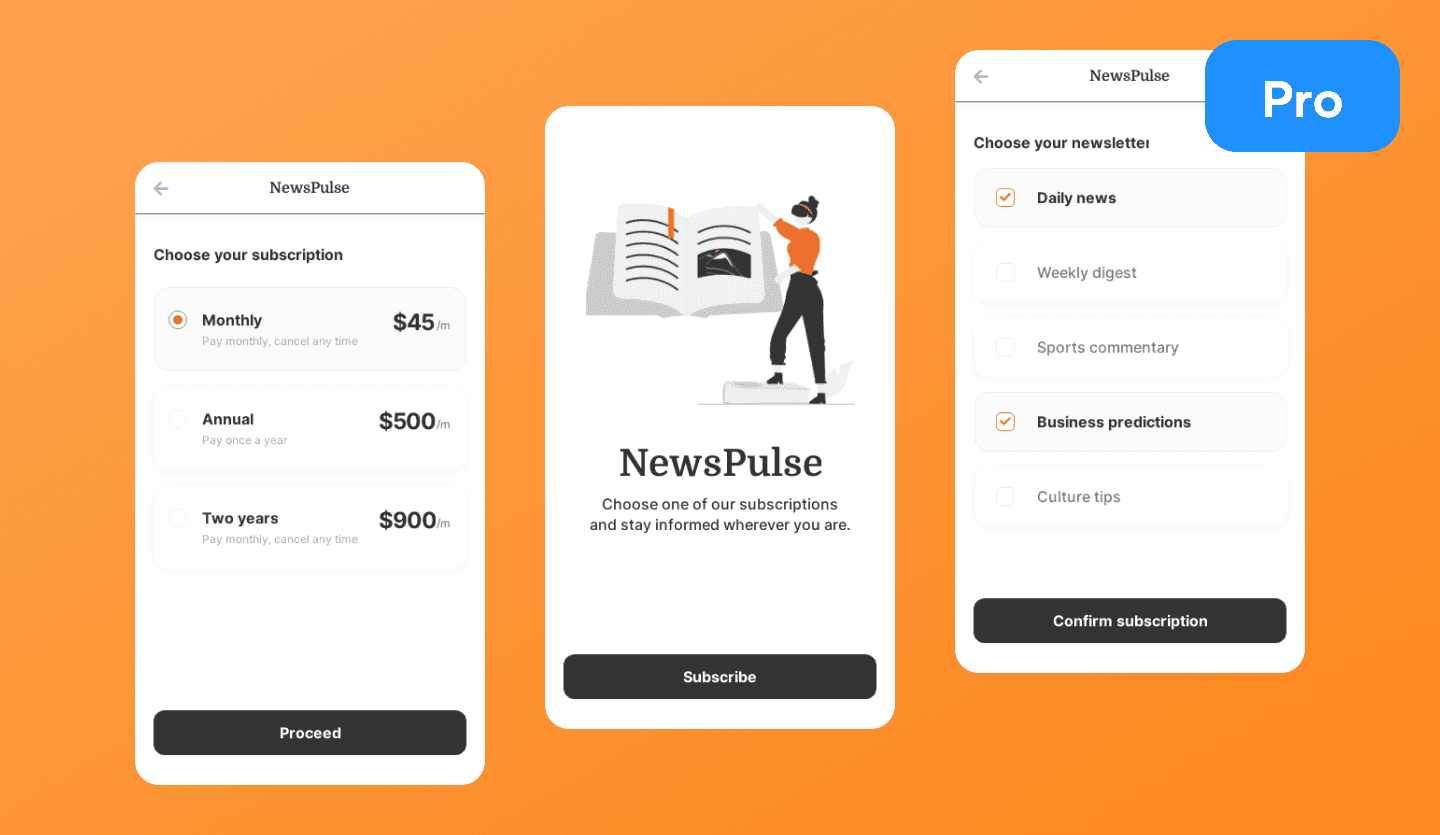 NewsPulse
Choose your subscription
Monthly
$45/m
Pay monthly, cancel any time
Annual
$500/m
Pay once a year
Two years
$900/m
Pay monthly, cancel any time
Proceed
NewsPulse
Choose one of our subscriptions
and stay informed wherever you are.
Subscribe
NewsPulse
Pro
Choose your newsletter
Daily news
Weekly digest
Sports commentary
Business predictions
Culture tips
Confirm subscription